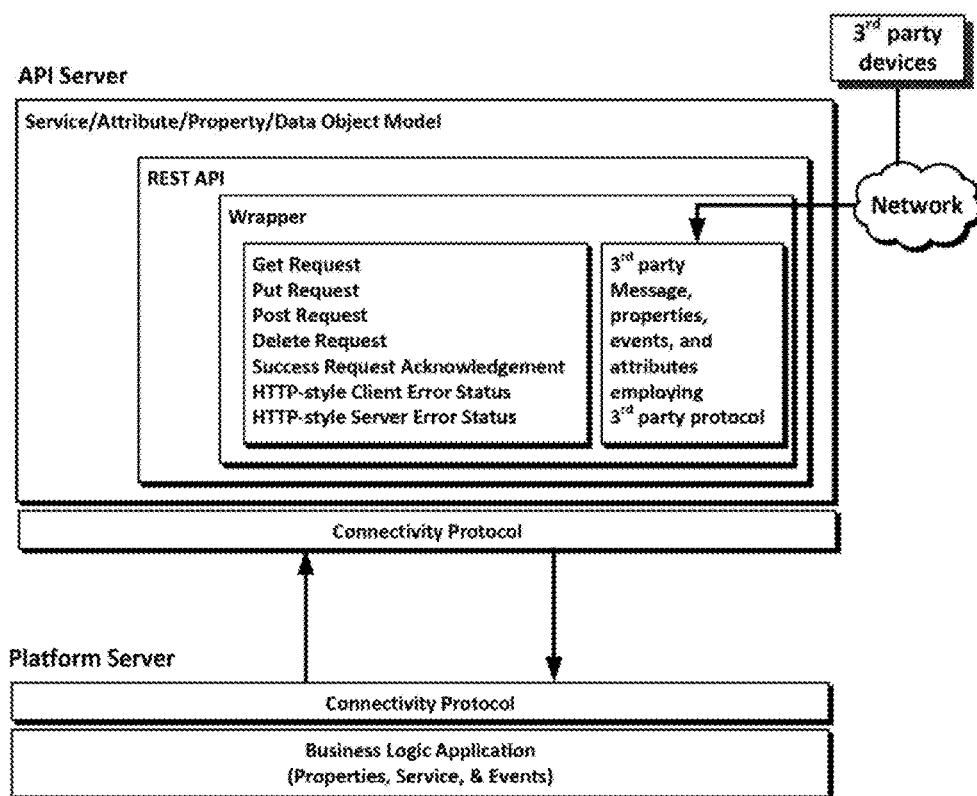 3rd party
devices
API Server
Service/Attribute/Property/Data Object Model
REST API
Wrapper
Network
Get Request
Put Request
Post Request
Delete Request
Success Request Acknowledgement
HTTP-style Client Error Status
HTTP-style Server Error Status
3rd party
Message,
properties,
events, and
attributes
employing
3rd party protocol
Connectivity Protocol
Platform Server
Connectivity Protocol
Business Logic Application
(Properties, Service, & Events)